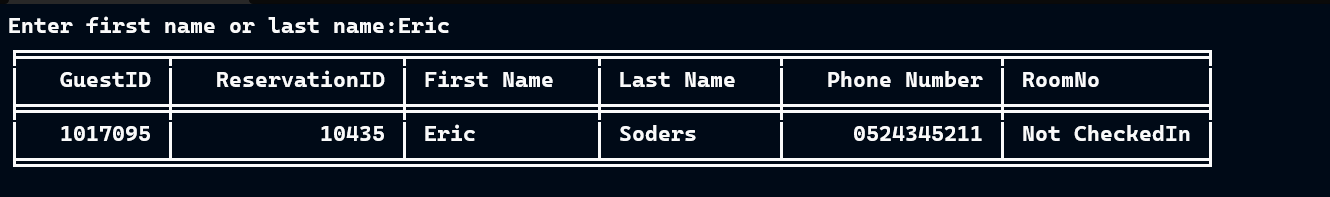 Enter first name or last name:Eric
GuestID ReservationID First Name Last Name Phone Number RoomNo
1017095 10435 Eric Soders 0524345211 Not CheckedIn